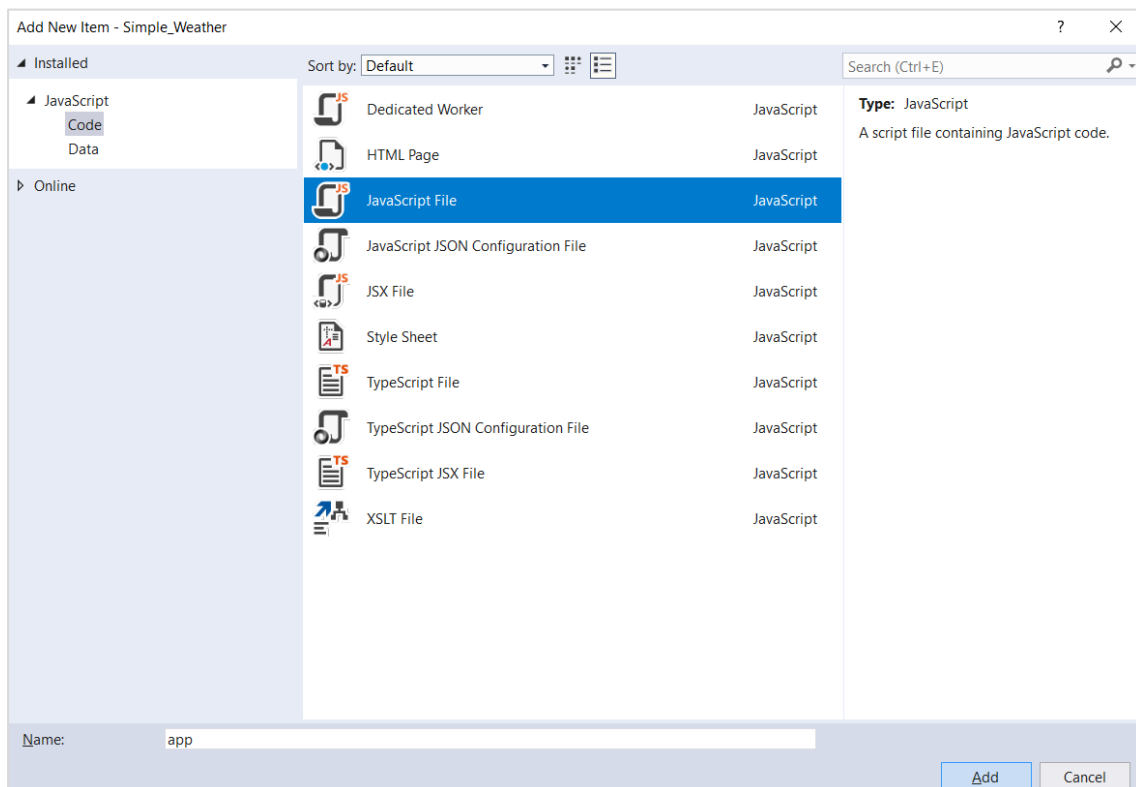 Add New Item - Simple_Weather ?
Installed
Sort by: Default
Search (Ctrl+E)
JavaScript
Code
Data
Online
Dedicated Worker JavaScript
HTML Page JavaScript
JS JavaScript File JavaScript
JavaScript JSON Configuration File JavaScript
JS JSX File JavaScript
Style Sheet JavaScript
TS TypeScript File JavaScript
TypeScript JSON Configuration File JavaScript
TS TypeScript JSX File JavaScript
XSLT File JavaScript
Type: JavaScript
A script file containing JavaScript code.
Name: app
Add Cancel